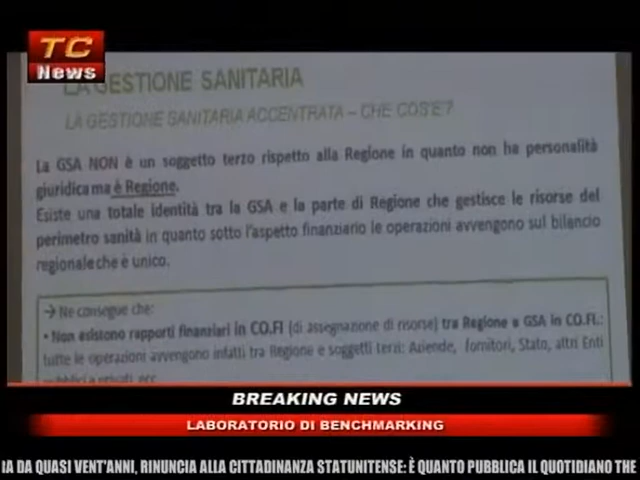 TC
News
LA GESTIONE SANITARIA
LA GESTIONE SANITARIA ACCENTRATA – CHE COS'E'?
La GSA NON è un soggetto terzo rispetto alla Regione in quanto non ha personalità
giuridica ma è Regione.
Esiste una totale identità tra la GSA e la parte di Regione che gestisce le risorse del
perimetro sanità in quanto sotto l'aspetto finanziario le operazioni avvengono sul bilancio
regionale che è unico.
→ Ne consegue che:
• Non esistono rapporti finanziari in CO.FI (di assegnazione di risorse) tra Regione e GSA in CO.FI.:
tutte le operazioni avvengono infatti tra Regione e soggetti terzi: Aziende, fornitori, Stato, altri Enti
pubblici e privati, ecc
BREAKING NEWS
LABORATORIO DI BENCHMARKING
IA DA QUASI VENT'ANNI, RINUNCIA ALLA CITTADINANZA STATUNITENSE: È QUANTO PUBBLICA IL QUOTIDIANO THE